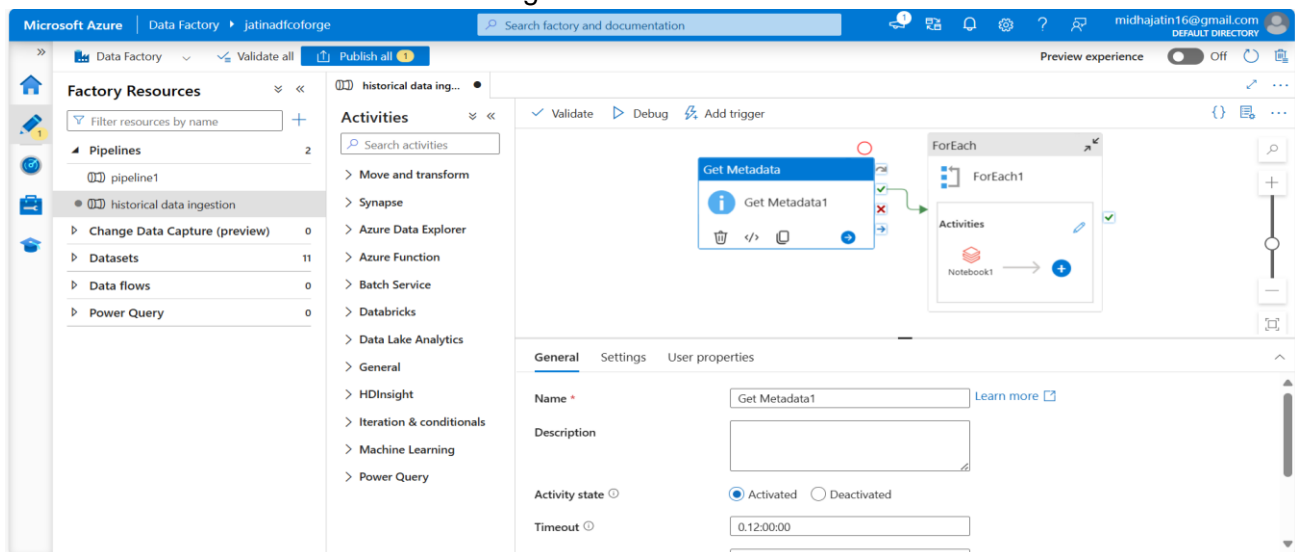 Microsoft Azure
Data Factory
jatinadfcoforge
Search factory and documentation
1
midhajatin16@gmail.com
DEFAULT DIRECTORY
Data Factory
Validate all
Publish all 1
Preview experience
Off
Factory Resources
Filter resources by name
Pipelines 2
pipeline1
historical data ingestion
Change Data Capture (preview) 0
Datasets 11
Data flows 0
Power Query 0
1
historical data ing...
Activities
Search activities
Move and transform
Synapse
Azure Data Explorer
Azure Function
Batch Service
Databricks
Data Lake Analytics
General
HDInsight
Iteration & conditionals
Machine Learning
Power Query
Validate
Debug
Add trigger
Get Metadata
Get Metadata1
ForEach
ForEach1
Activities
Notebook1
General
Settings
User properties
Name *
Get Metadata1
Learn more
Description
Activity state
Activated
Deactivated
Timeout
0.12:00:00